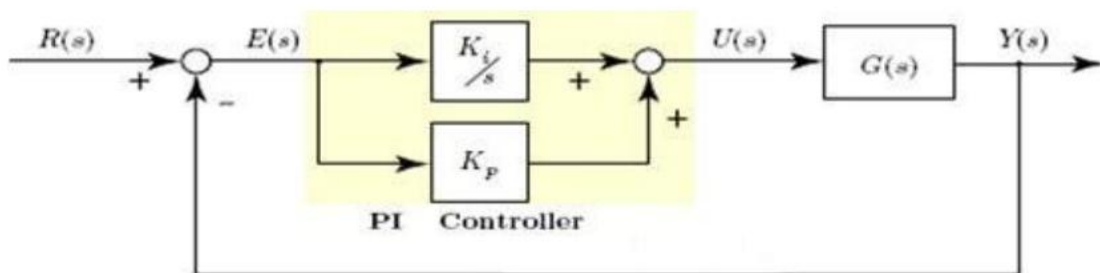 R(s) E(s) K_i/s U(s) G(s) Y(s)
+ − + +
K_p
PI Controller